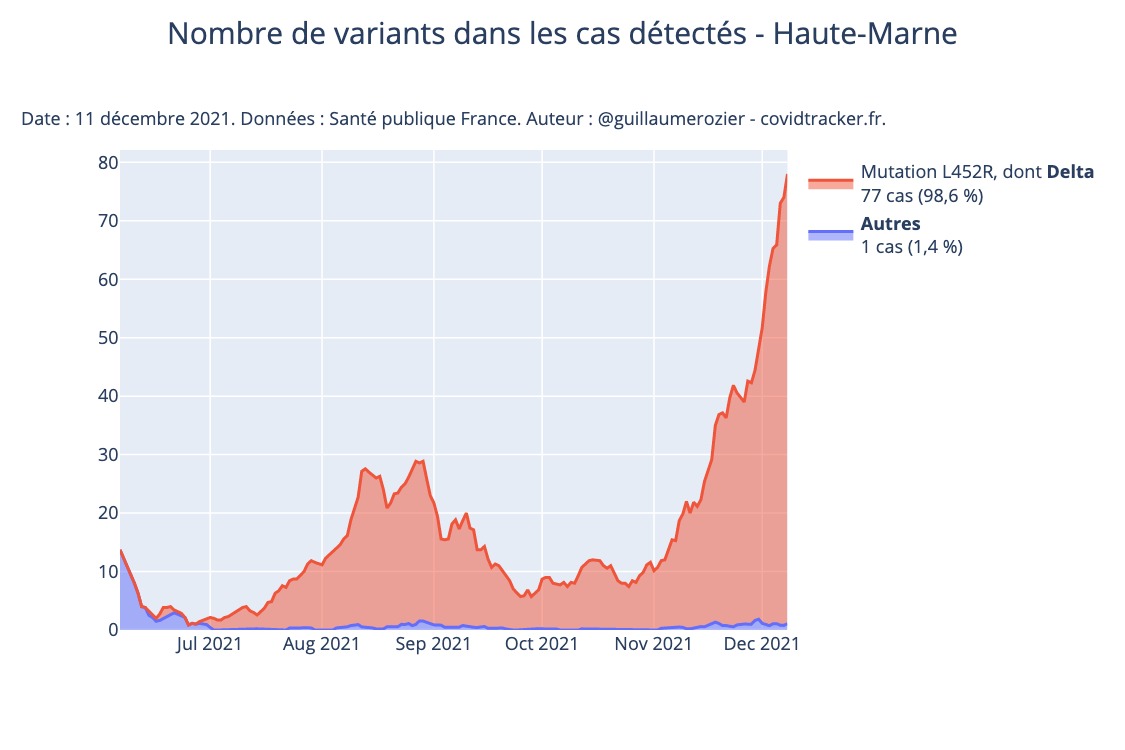 Nombre de variants dans les cas détectés - Haute-Marne
Date : 11 décembre 2021. Données : Santé publique France. Auteur : @guillaumerozier - covidtracker.fr.
80
70
60
50
40
30
20
10
0
Jul 2021
Aug 2021
Sep 2021
Oct 2021
Nov 2021
Dec 2021
Mutation L452R, dont Delta
77 cas (98,6 %)
Autres
1 cas (1,4 %)